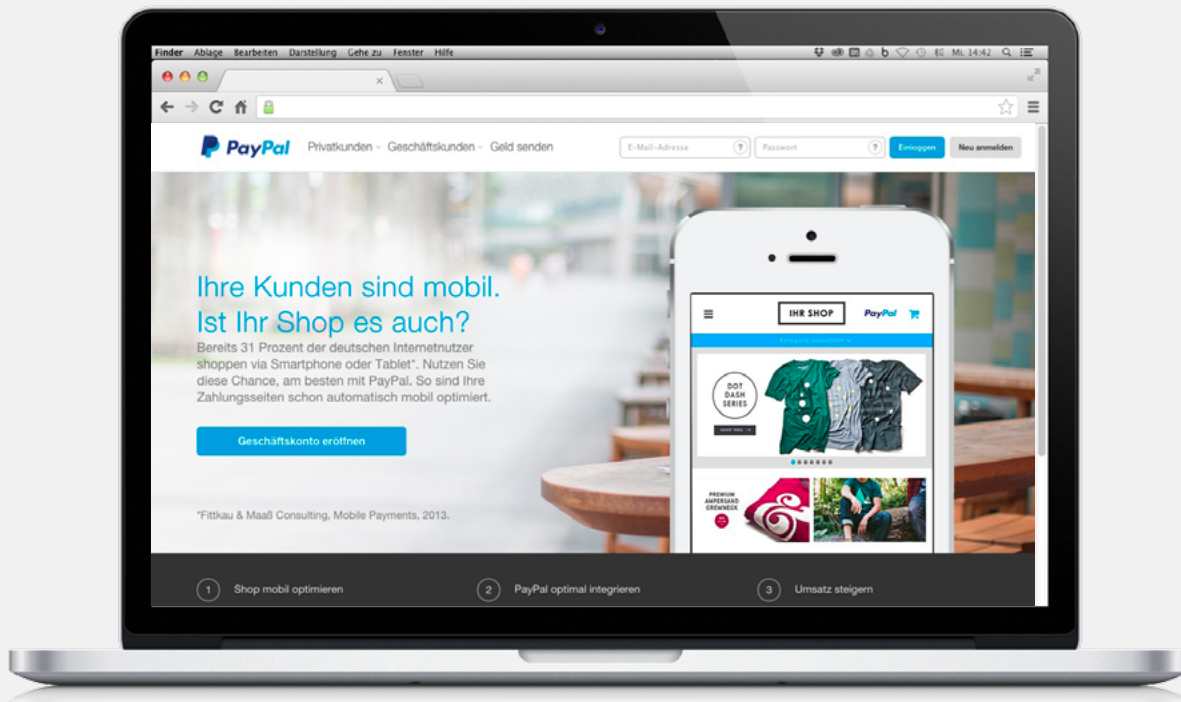 Finder Ablage Bearbeiten Darstellung Gehe zu Fenster Hilfe
Mi. 14:42
PayPal Privatkunden Geschäftskunden Geld senden
E-Mail-Adresse ? Passwort ? Einloggen Neu anmelden
Ihre Kunden sind mobil.
Ist Ihr Shop es auch?
Bereits 31 Prozent der deutschen Internetnutzer
shoppen via Smartphone oder Tablet*. Nutzen Sie
diese Chance, am besten mit PayPal. So sind Ihre
Zahlungsseiten schon automatisch mobil optimiert.
Geschäftskonto eröffnen
*Fittkau & Maaß Consulting, Mobile Payments, 2013.
IHR SHOP PayPal
DOT
DASH
SERIES
PREMIUM
AMPERSAND
CREWNECK
1 Shop mobil optimieren
2 PayPal optimal integrieren
3 Umsatz steigern